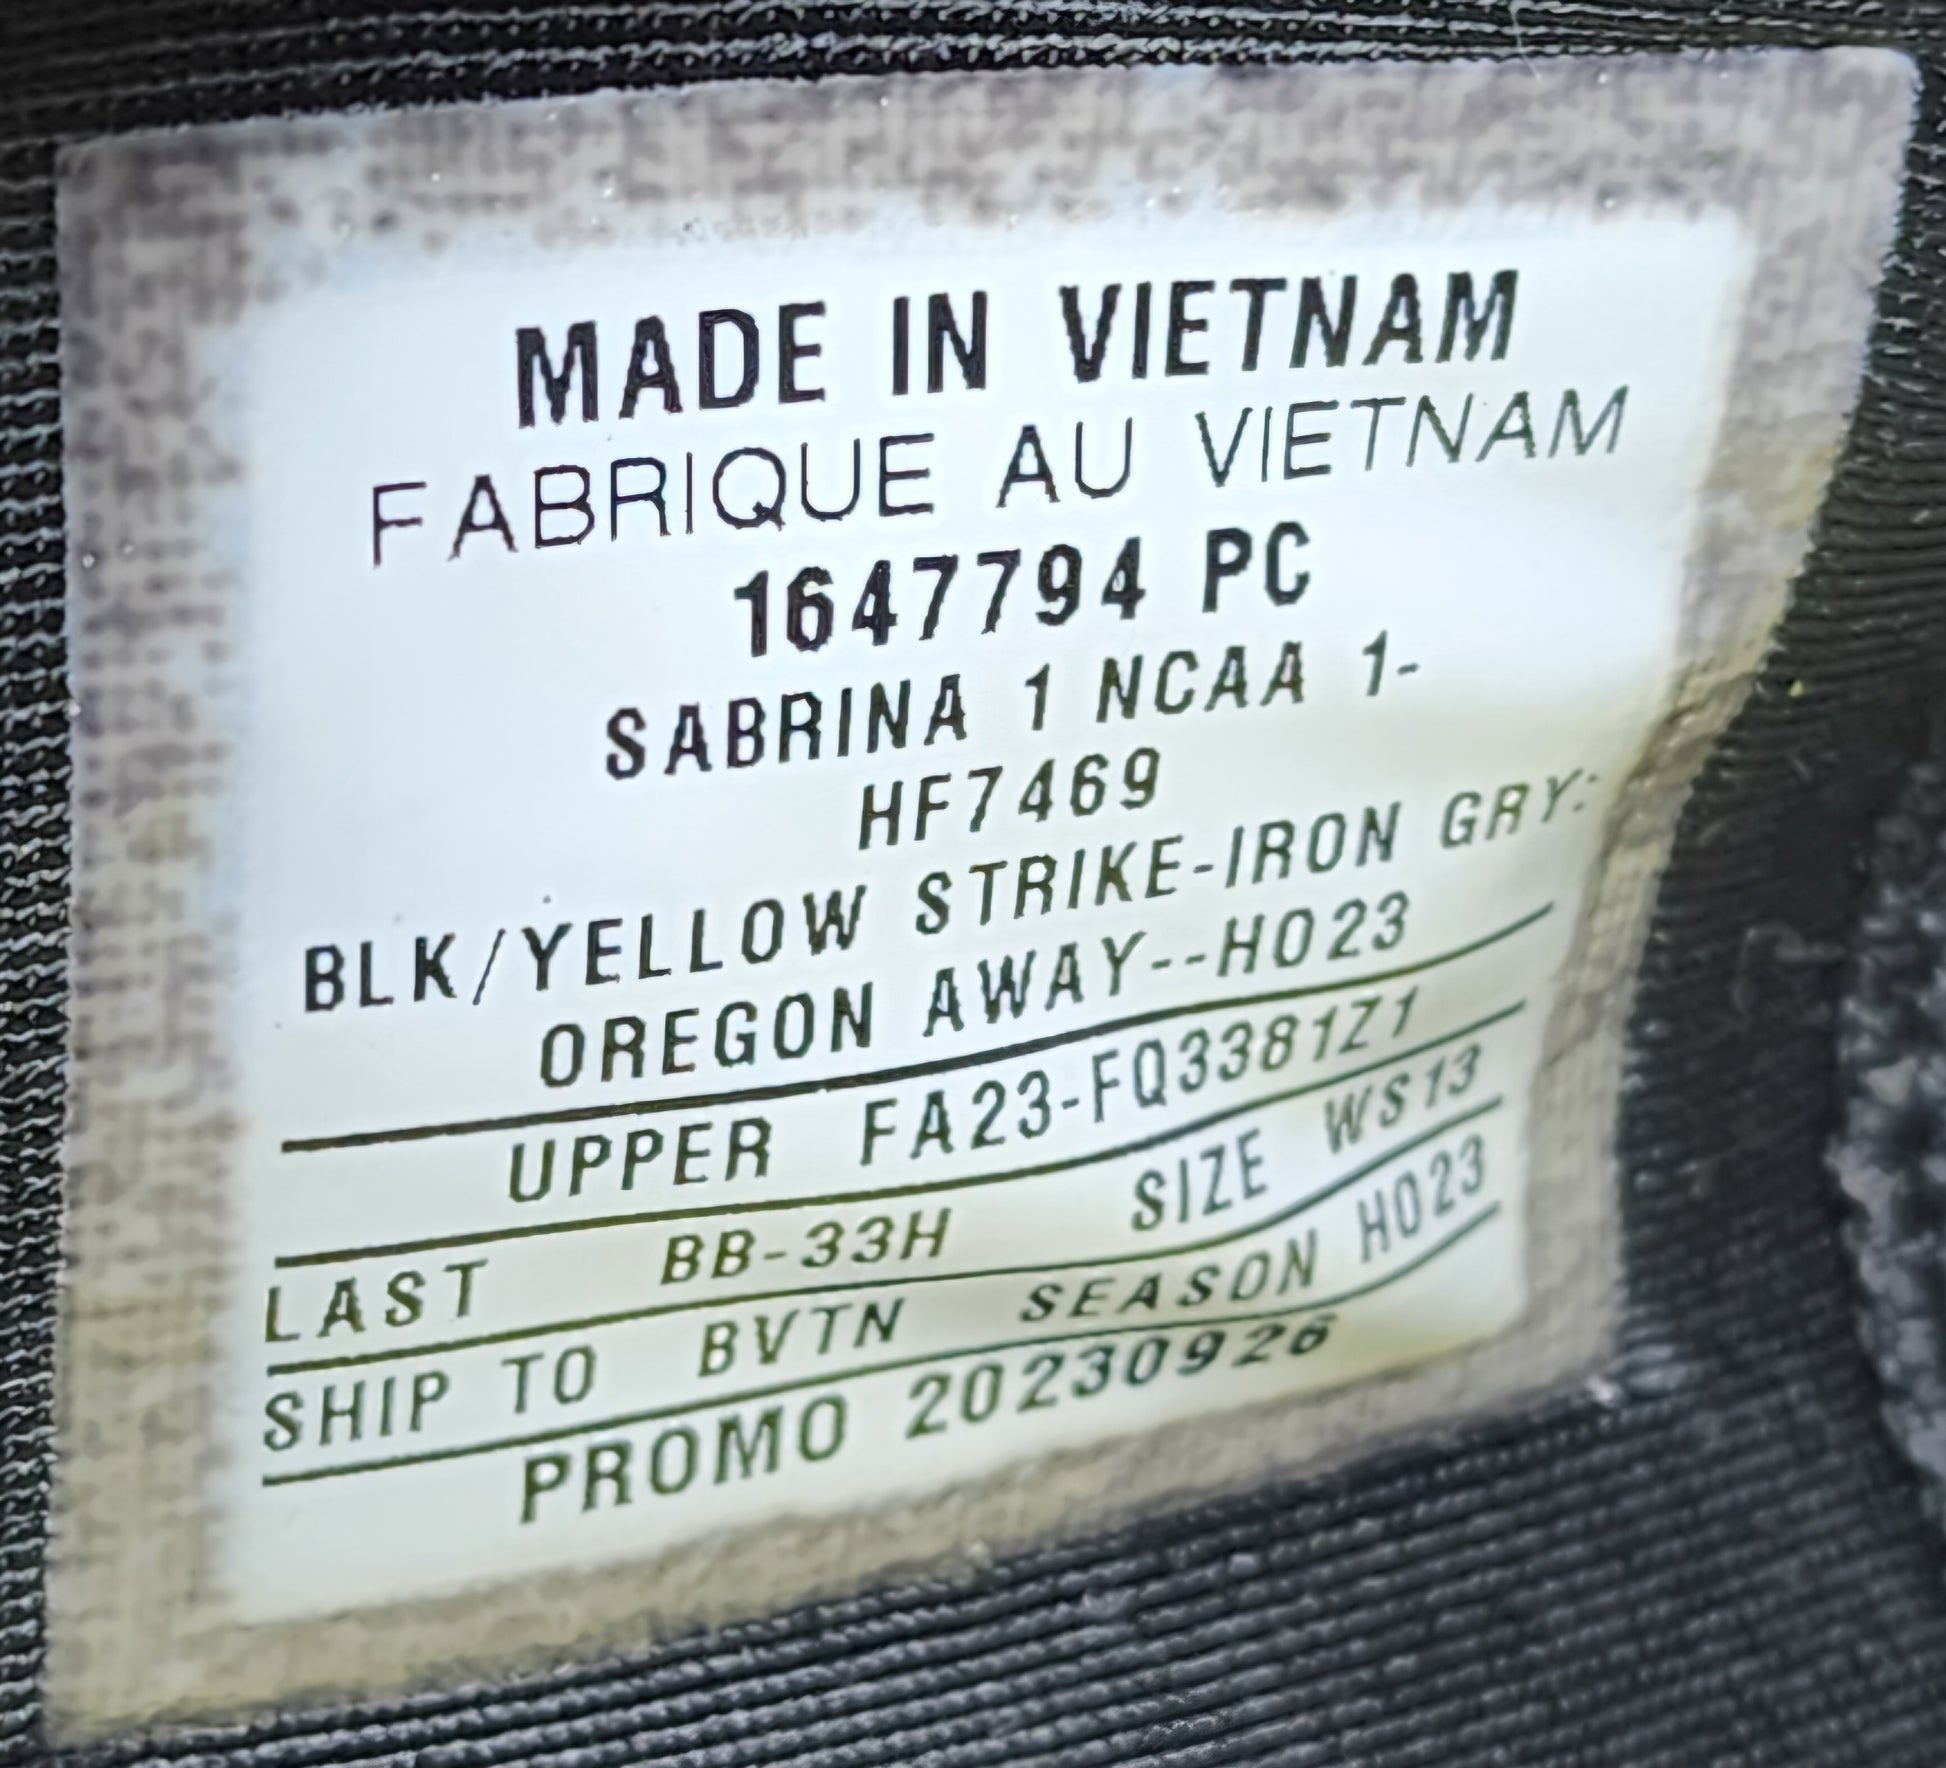 MADE IN VIETNAM
FABRIQUE AU VIETNAM
1647794 PC
SABRINA 1 NCAA 1-
HF7469
BLK/YELLOW STRIKE-IRON GRY:
OREGON AWAY--HO23
UPPER FA23-FQ3381Z1
LAST BB-33H SIZE WS13
SHIP TO BVTN SEASON HO23
PROMO 20230926